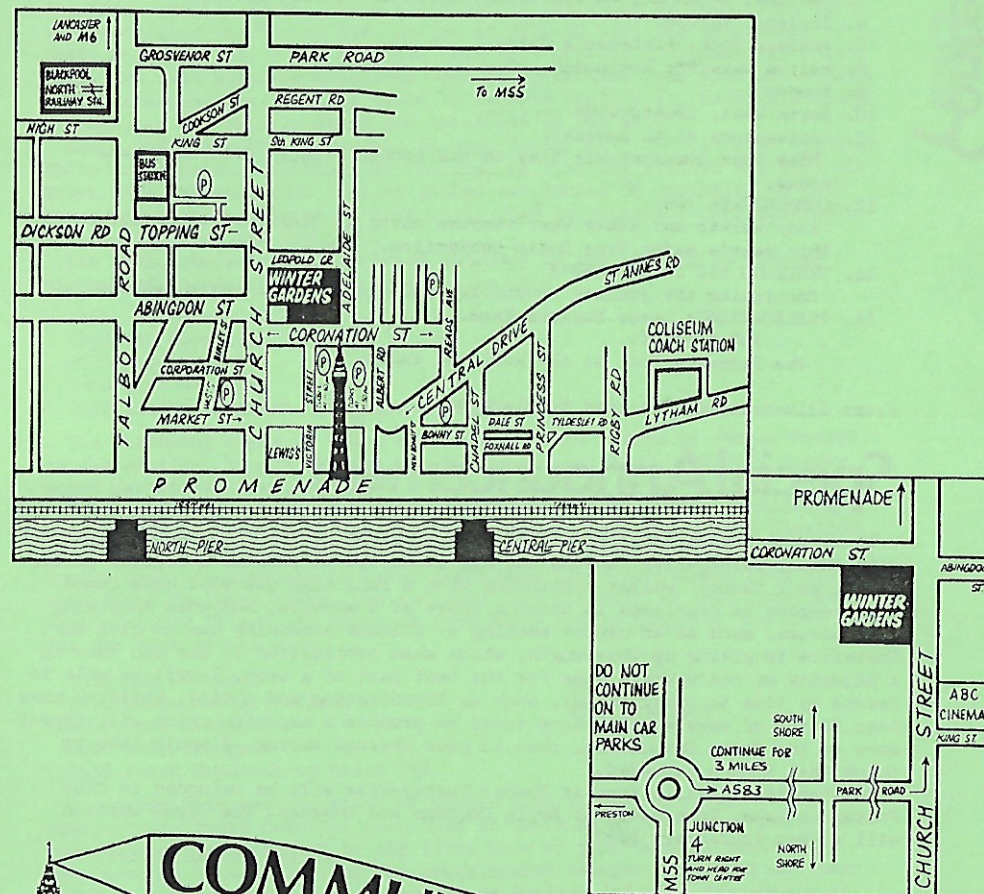 LANCASTER
AND M6
GROSVENOR ST
PARK ROAD
BLACKPOOL
NORTH
RAILWAY STA.
To M55
COOKSON ST
REGENT RD
HIGH ST
KING ST
Sth KING ST
BUS
STATION
P
CHURCH STREET
ADELAIDE ST
DICKSON RD
TOPPING ST
TALBOT ROAD
LEOPOLD GR.
WINTER
GARDENS
ST ANNES RD
P
ABINGDON ST
CORONATION ST
READS AVE
CENTRAL DRIVE
COLISEUM
COACH STATION
BIRLEY ST
CORPORATION ST
P
P
P
ALBERT RD
PRINCESS ST
RIGBY RD
LYTHAM RD
MARKET ST
P
P
CHAPEL ST
DALE ST
TYLDESLEY RD
BONNY ST
FOXHALL RD
LEWIS'S
VICTORIA STREET
PROMENADE
TRAMWAY
TRAMWAY
NORTH PIER
CENTRAL PIER
PROMENADE
CORONATION ST.
ABINGDON
ST.
WINTER-
GARDENS
CHURCH STREET
ABC
CINEMA
KING ST.
DO NOT
CONTINUE
ON TO
MAIN CAR
PARKS
SOUTH
SHORE
CONTINUE FOR
3 MILES
A583
PARK ROAD
PRESTON
JUNCTION
4
TURN RIGHT
AND HEAD FOR
TOWN CENTRE
NORTH
SHORE
M55
COMMU